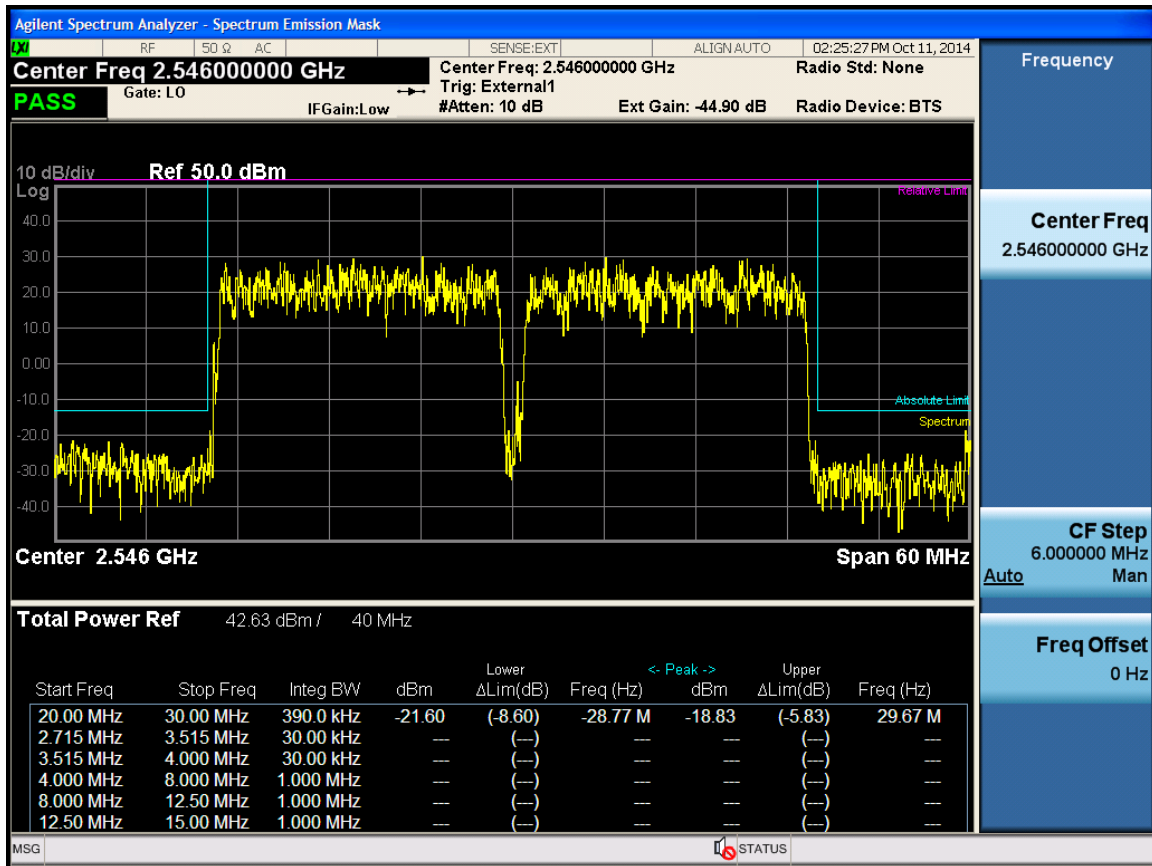 Agilent Spectrum Analyzer - Spectrum Emission Mask
LXI RF 50 Ω AC SENSE:EXT ALIGN AUTO 02:25:27 PM Oct 11, 2014
Center Freq 2.546000000 GHz Center Freq: 2.546000000 GHz Radio Std: None
PASS Gate: LO Trig: External1
IFGain:Low #Atten: 10 dB Ext Gain: -44.90 dB Radio Device: BTS
10 dB/div Ref 50.0 dBm
Log
Relative Limit
40.0
30.0
20.0
10.0
0.00
-10.0
Absolute Limit
Spectrum
-20.0
-30.0
-40.0
Center 2.546 GHz Span 60 MHz
Total Power Ref 42.63 dBm / 40 MHz
Lower <- Peak -> Upper
Start Freq Stop Freq Integ BW dBm ΔLim(dB) Freq (Hz) dBm ΔLim(dB) Freq (Hz)
20.00 MHz 30.00 MHz 390.0 kHz -21.60 (-8.60) -28.77 M -18.83 (-5.83) 29.67 M
2.715 MHz 3.515 MHz 30.00 kHz --- (---) --- --- (---) ---
3.515 MHz 4.000 MHz 30.00 kHz --- (---) --- --- (---) ---
4.000 MHz 8.000 MHz 1.000 MHz --- (---) --- --- (---) ---
8.000 MHz 12.50 MHz 1.000 MHz --- (---) --- --- (---) ---
12.50 MHz 15.00 MHz 1.000 MHz --- (---) --- --- (---) ---
MSG STATUS
Frequency
Center Freq
2.546000000 GHz
CF Step
6.000000 MHz
Auto Man
Freq Offset
0 Hz